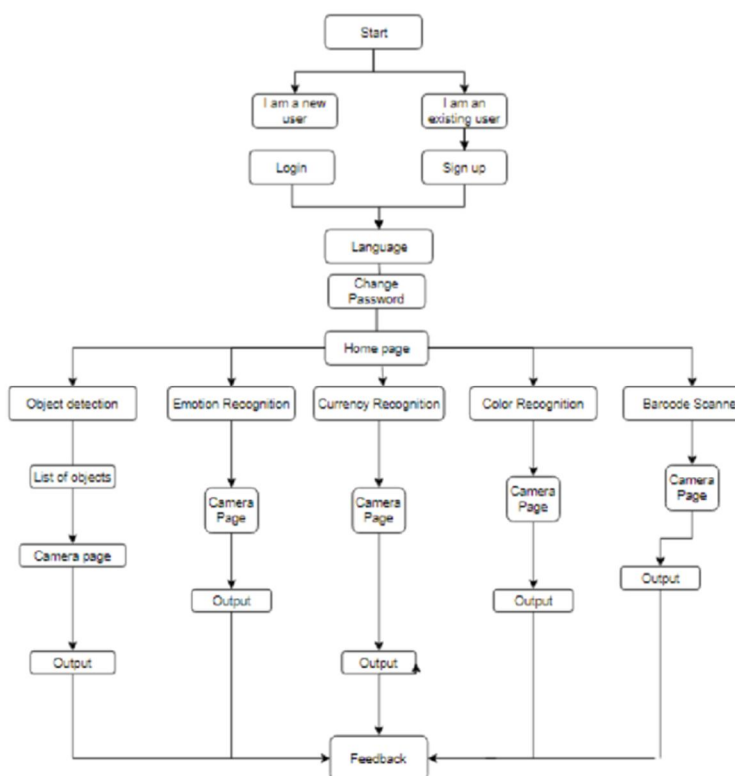 Start
I am a new
user
I am an
existing user
Login
Sign up
Language
Change
Password
Home page
Object detection
Emotion Recognition
Currency Recognition
Color Recognition
Barcode Scanne
List of objects
Camera
Page
Camera
Page
Camera
Page
Camera
Page
Camera page
Output
Output
Output
Output
Output
Feedback